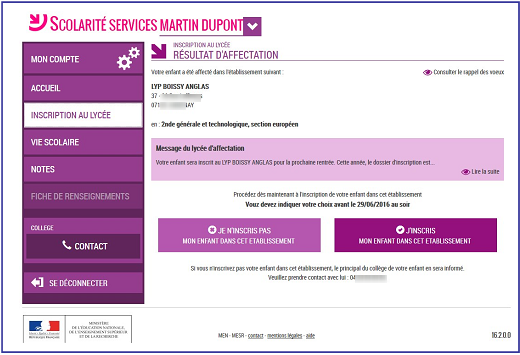 SCOLARITÉ SERVICES MARTIN DUPONT
MON COMPTE
ACCUEIL
INSCRIPTION AU LYCÉE
VIE SCOLAIRE
NOTES
FICHE DE RENSEIGNEMENTS
COLLEGE
CONTACT
SE DÉCONNECTER
INSCRIPTION AU LYCÉE
RÉSULTAT D'AFFECTATION
Votre enfant a été affecté dans l'établissement suivant :
Consulter le rappel des voeux
LYP BOISSY ANGLAS
37 -
071
AY
en : 2nde générale et technologique, section européen
Message du lycée d'affectation
Votre enfant sera inscrit au LYP BOISSY ANGLAS pour la prochaine rentrée. Cette année, le dossier d'inscription est...
Lire la suite
Procédez dès maintenant à l'inscription de votre enfant dans cet établissement
Vous devez indiquer votre choix avant le 29/06/2016 au soir
JE N'INSCRIS PAS
MON ENFANT DANS CET ETABLISSEMENT
J'INSCRIS
MON ENFANT DANS CET ETABLISSEMENT
Si vous n'inscrivez pas votre enfant dans cet établissement, le principal du collège de votre enfant en sera informé.
Veuillez prendre contact avec lui : 04
MINISTÈRE
DE L'ÉDUCATION NATIONALE,
DE L'ENSEIGNEMENT SUPÉRIEUR
ET DE LA RECHERCHE
MEN - MESR - contact - mentions légales - aide
16.2.0.0